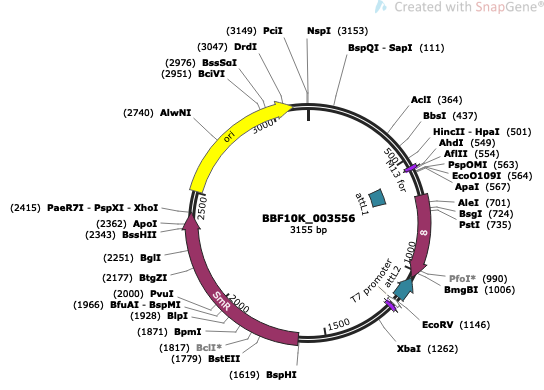 Created with SnapGene®
(3149) PciI
NspI (3153)
(3047) DrdI
BspQI - SapI (111)
(2976) BssSαI
(2951) BciVI
AclI (364)
(2740) AlwNI
BbsI (437)
HincII - HpaI (501)
AhdI (549)
AflII (554)
PspOMI (563)
EcoO109I (564)
ApaI (567)
AleI (701)
BsgI (724)
PstI (735)
PfoI* (990)
BmgBI (1006)
EcoRV (1146)
XbaI (1262)
(1619) BspHI
(1779) BstEII
(1817) BclI*
(1871) BpmI
(1928) BlpI
(1966) BfuAI - BspMI
(2000) PvuI
(2177) BtgZI
(2251) BglI
(2343) BssHII
(2362) ApoI
(2415) PaeR7I - PspXI - XhoI
BBF10K_003556
3155 bp
ori
M13 for
attL1
8
attL2
T7 promoter
SmR
500
1000
1500
2000
2500
3000